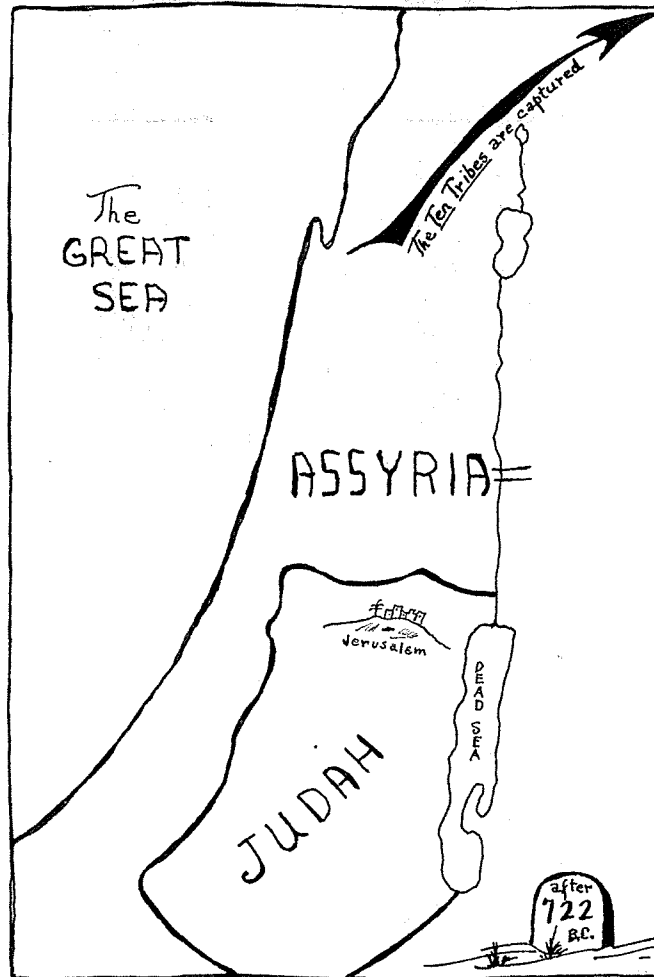 The Ten Tribes are captured
The
GREAT
SEA
ASSYRIA
Jerusalem
DEAD SEA
JUDAH
after
722
B.C.